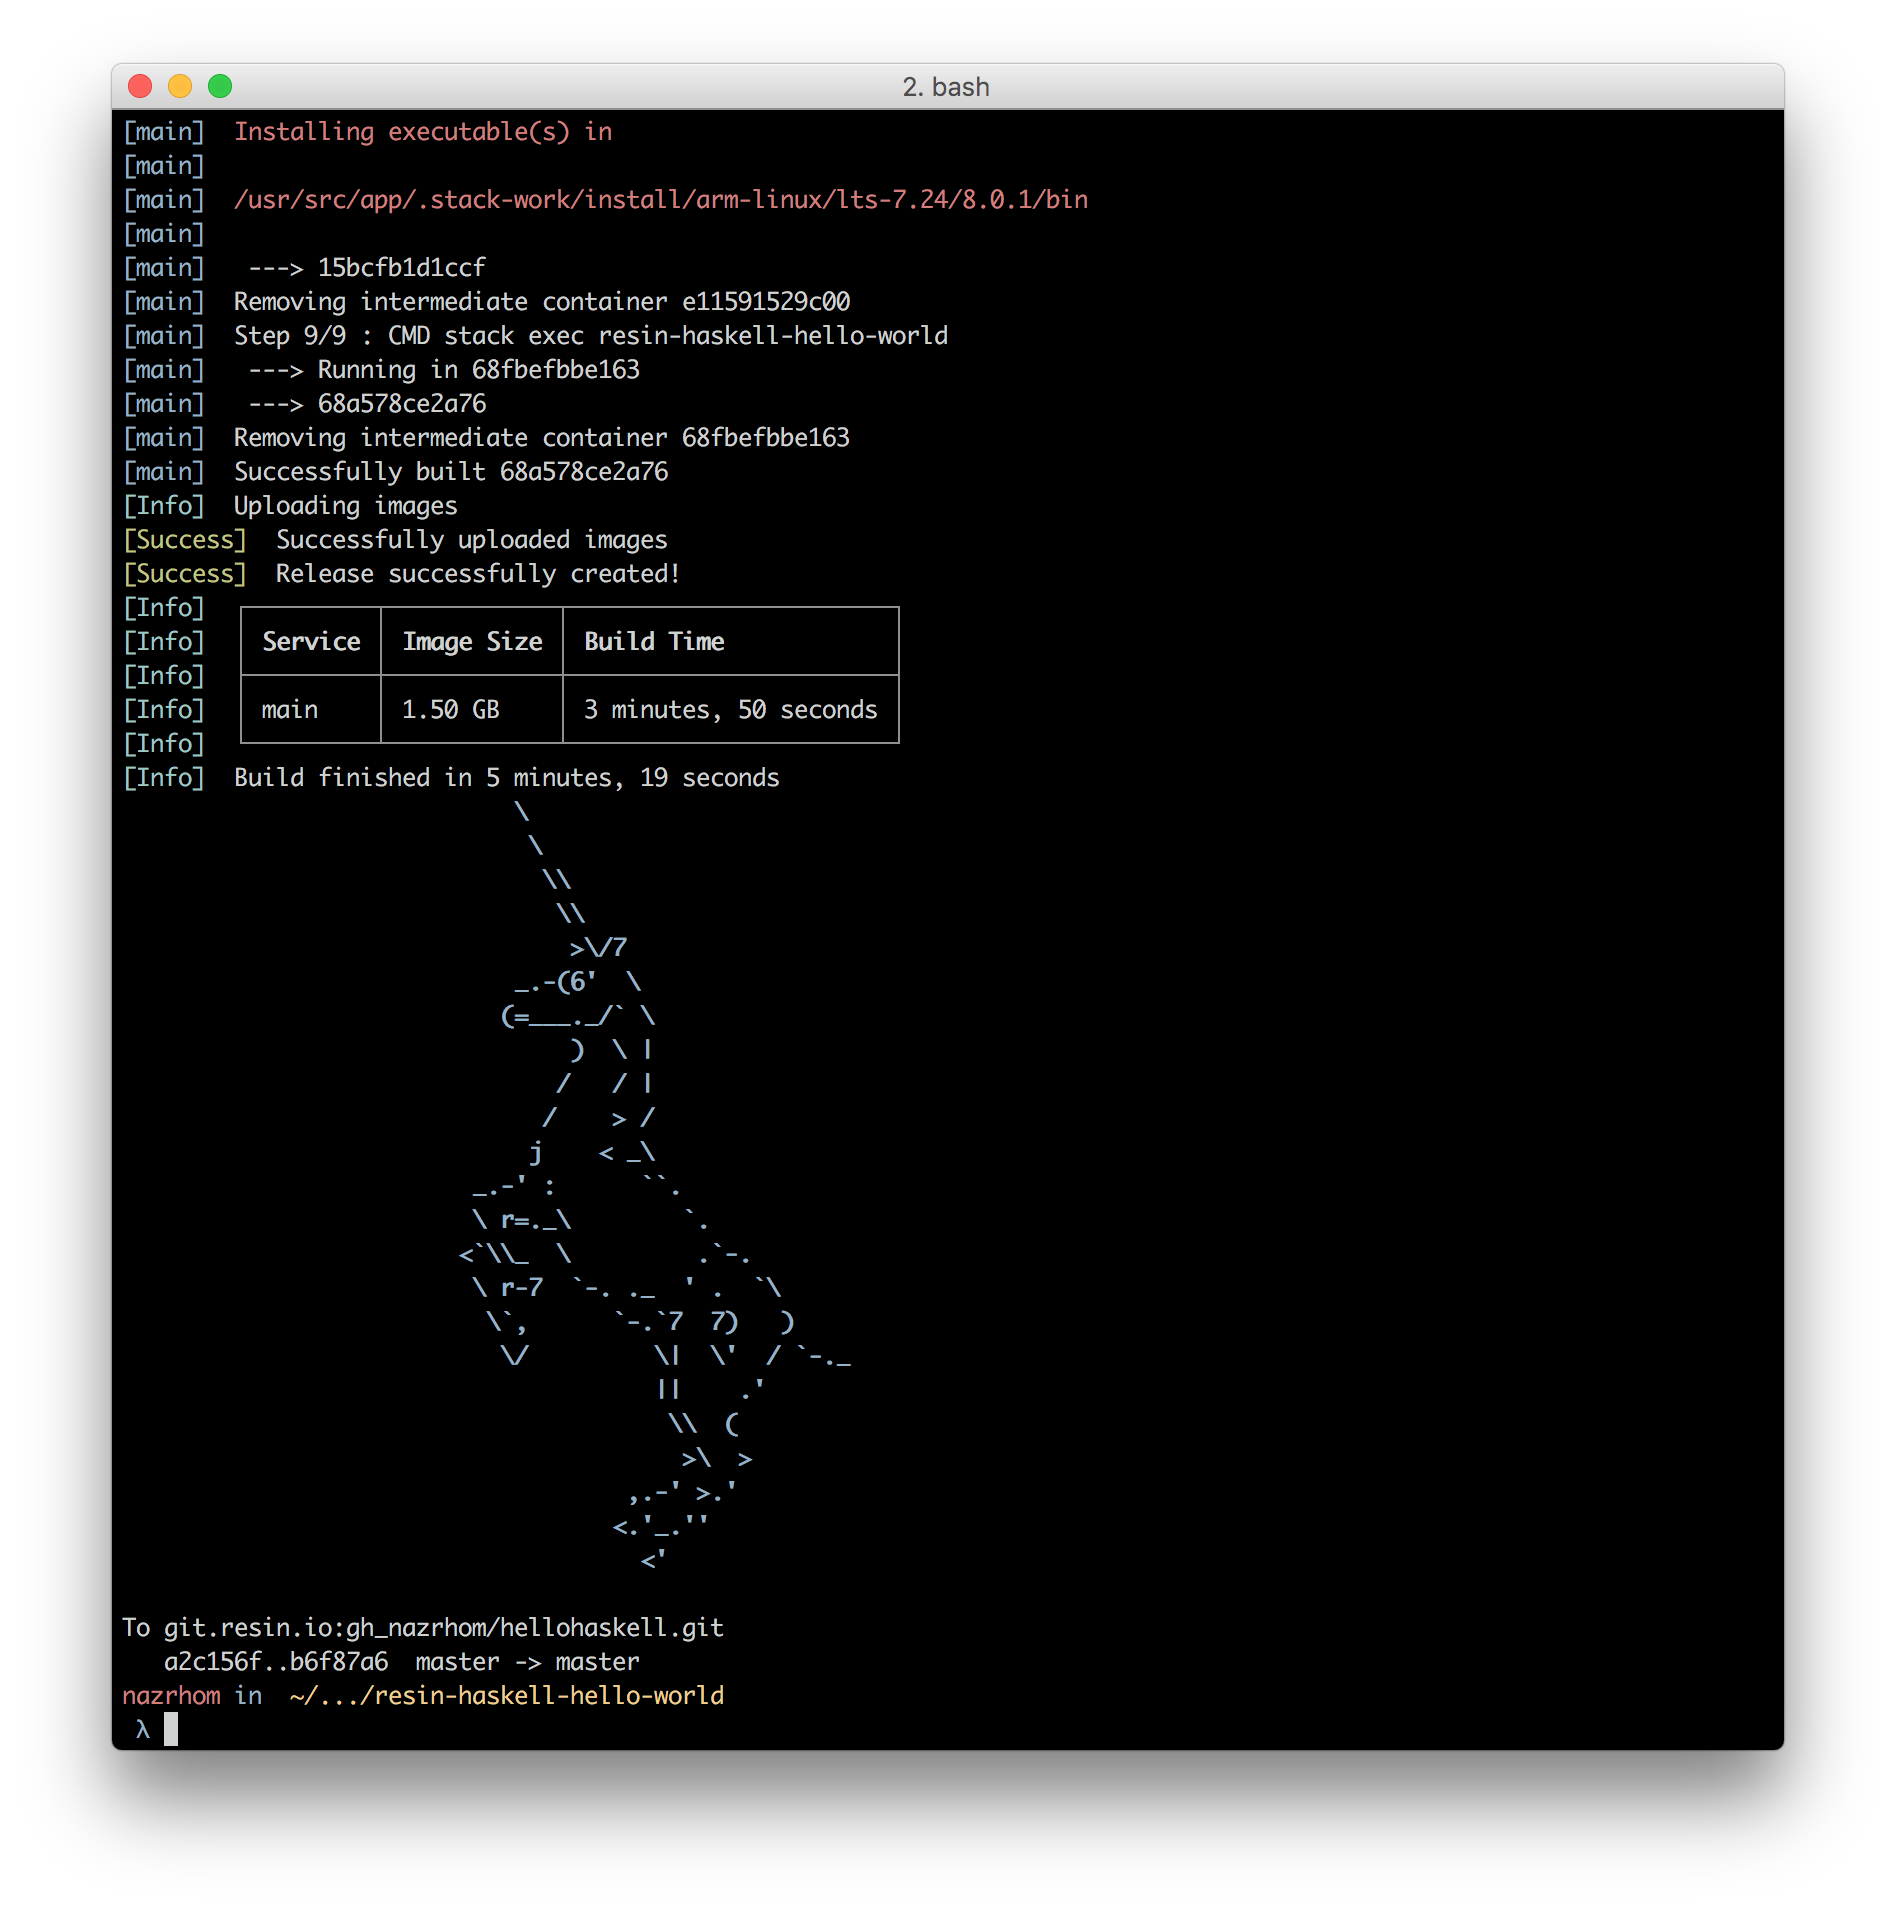 2. bash
[main]  Installing executable(s) in
[main]
[main]  /usr/src/app/.stack-work/install/arm-linux/lts-7.24/8.0.1/bin
[main]
[main]   ---> 15bcfb1d1ccf
[main]  Removing intermediate container e11591529c00
[main]  Step 9/9 : CMD stack exec resin-haskell-hello-world
[main]   ---> Running in 68fbefbbe163
[main]   ---> 68a578ce2a76
[main]  Removing intermediate container 68fbefbbe163
[main]  Successfully built 68a578ce2a76
[Info]  Uploading images
[Success]  Successfully uploaded images
[Success]  Release successfully created!
[Info]
[Info]  Service  Image Size  Build Time
[Info]
[Info]  main  1.50 GB  3 minutes, 50 seconds
[Info]
[Info]  Build finished in 5 minutes, 19 seconds
                            \
                             \
                              \\
                               \\
                                >\/7
                            _.-(6'  \
                           (=___._/` \
                                )  \ |
                               /   / |
                              /    > /
                             j    < _\
                         _.-' :      ``.
                         \ r=._\        `.
                        <`\\_  \         .`-.
                         \ r-7  `-. ._  ' .  `\
                          \`,      `-.`7  7)   )
                           \/         \|  \'  / `-._
                                      ||    .'
                                       \\  (
                                        >\  >
                                    ,.-' >.'
                                   <.'_.''
                                     <'
To git.resin.io:gh_nazrhom/hellohaskell.git
   a2c156f..b6f87a6  master -> master
nazrhom in  ~/.../resin-haskell-hello-world
 λ